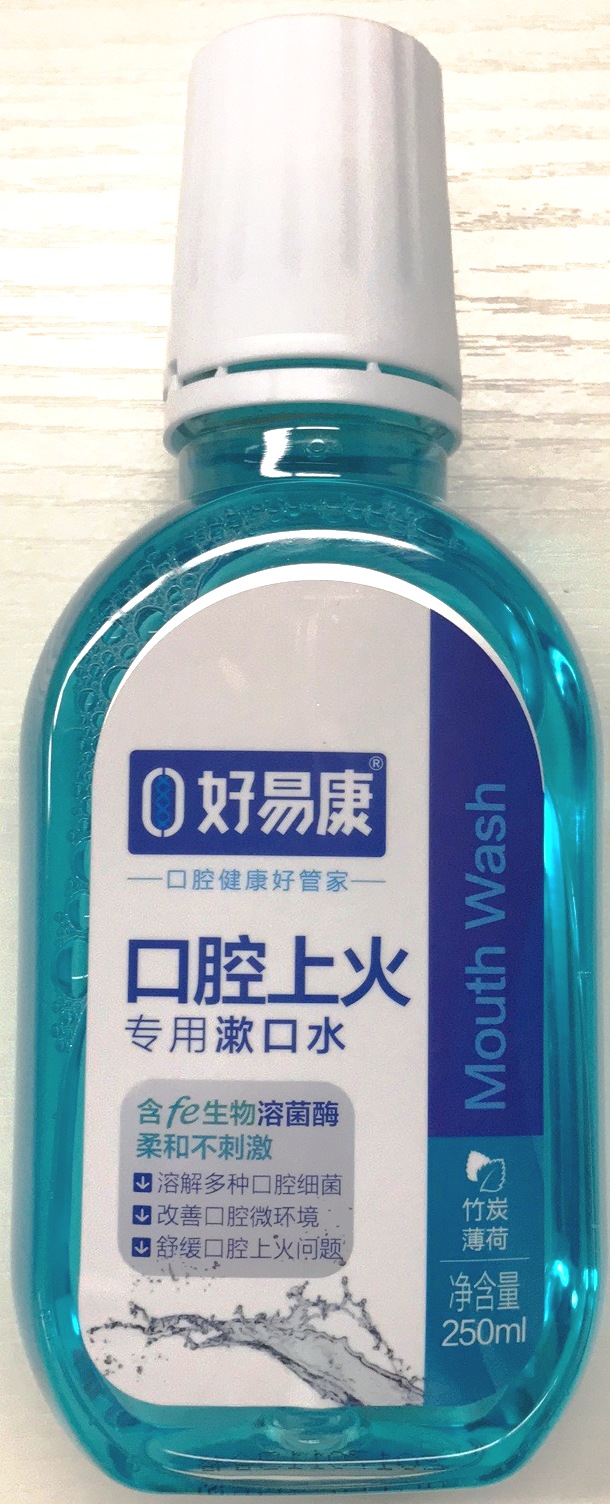 好易康®
口腔健康好管家
口腔上火
专用漱口水
含fe生物溶菌酶
柔和不刺激
溶解多种口腔细菌
改善口腔微环境
舒缓口腔上火问题
Mouth Wash
竹炭
薄荷
净含量
250ml